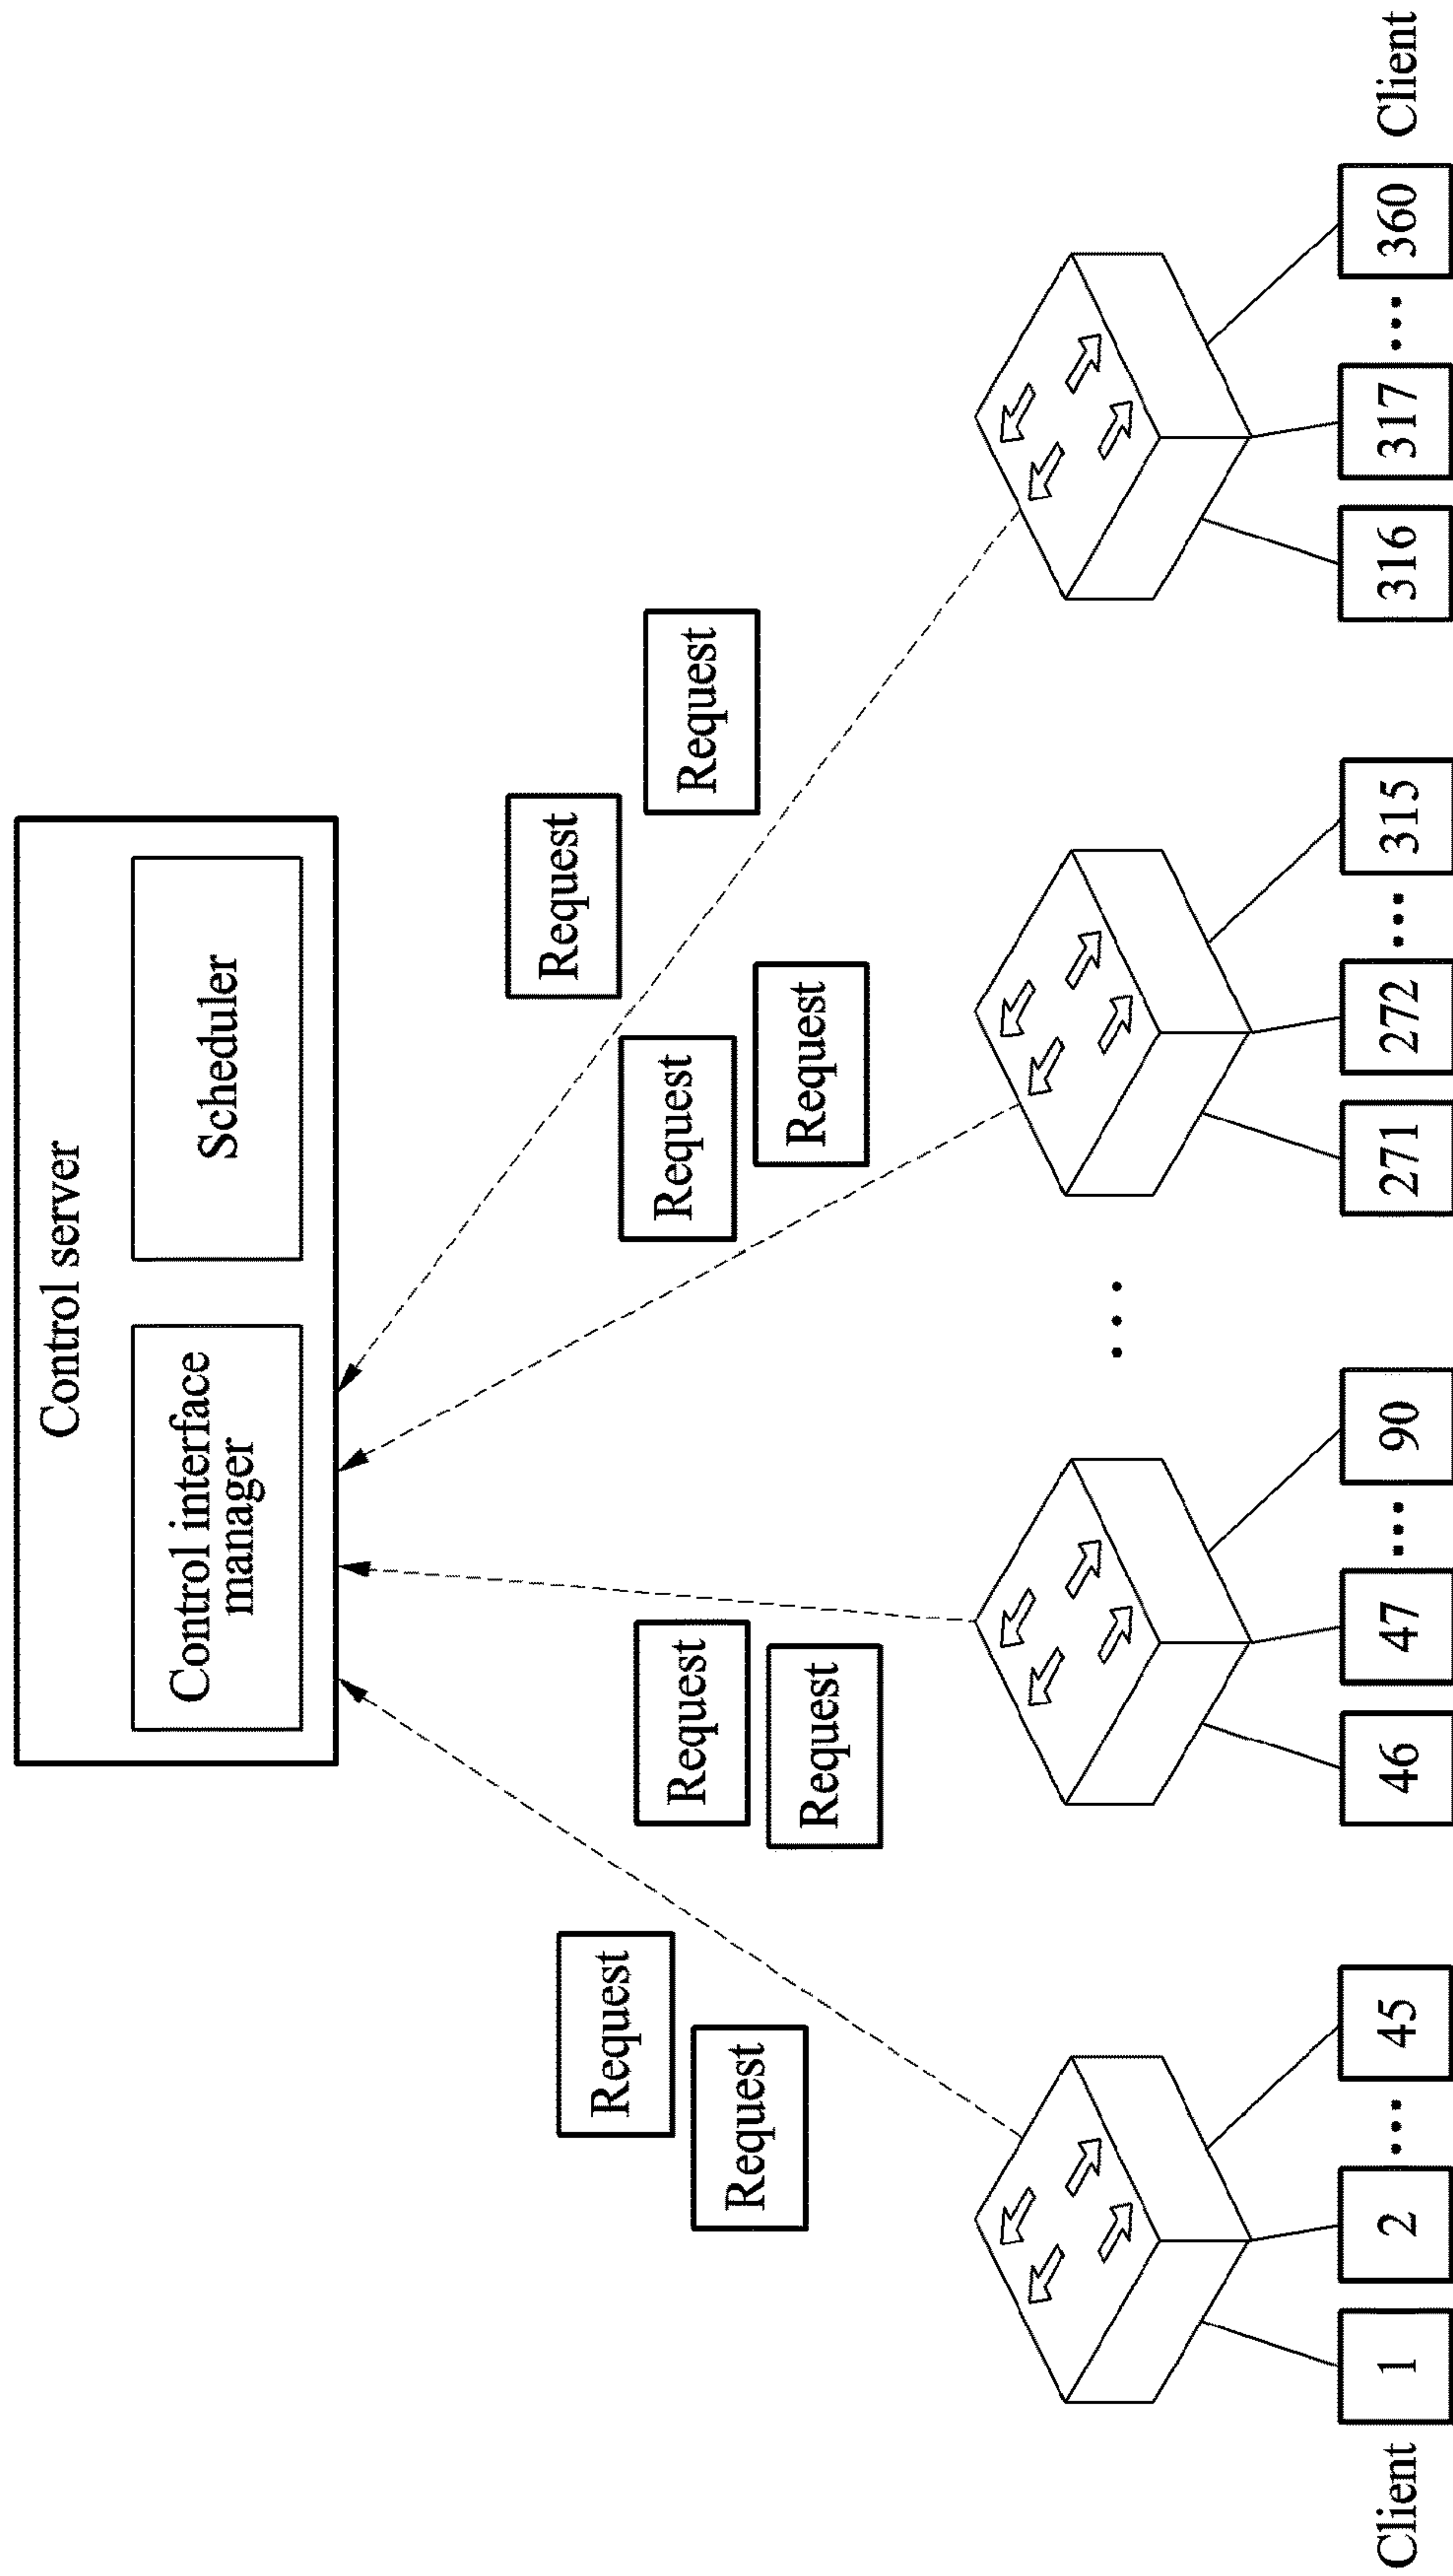 Control server
Control interface
manager
Scheduler
Request
Request
Request
Request
Request
Request
Request
Request
...
Client
1
2
...
45
46
47
...
90
271
272
...
315
316
317
...
360
Client